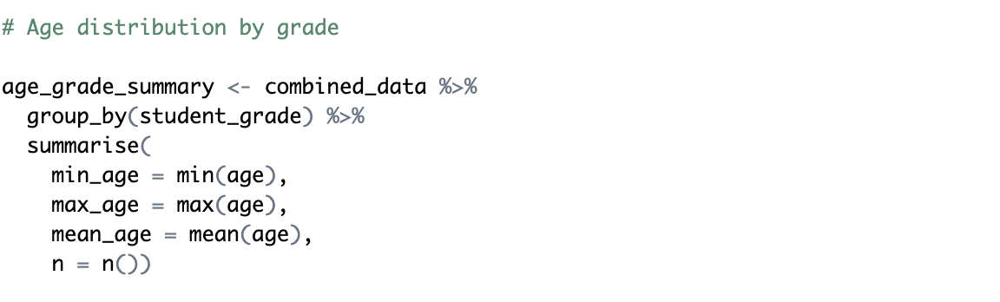 # Age distribution by grade
age_grade_summary <- combined_data %>%
  group_by(student_grade) %>%
  summarise(
    min_age = min(age),
    max_age = max(age),
    mean_age = mean(age),
    n = n())